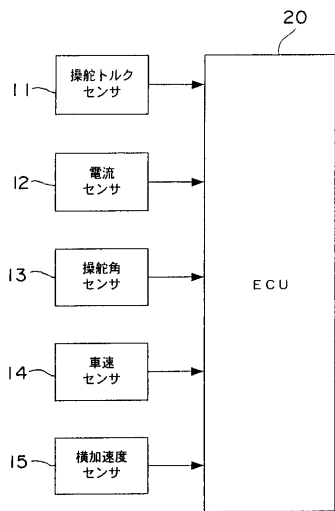 20
操舵トルク
センサ
11
電流
センサ
12
操舵角
センサ
13
ECU
車速
センサ
14
横加速度
センサ
15